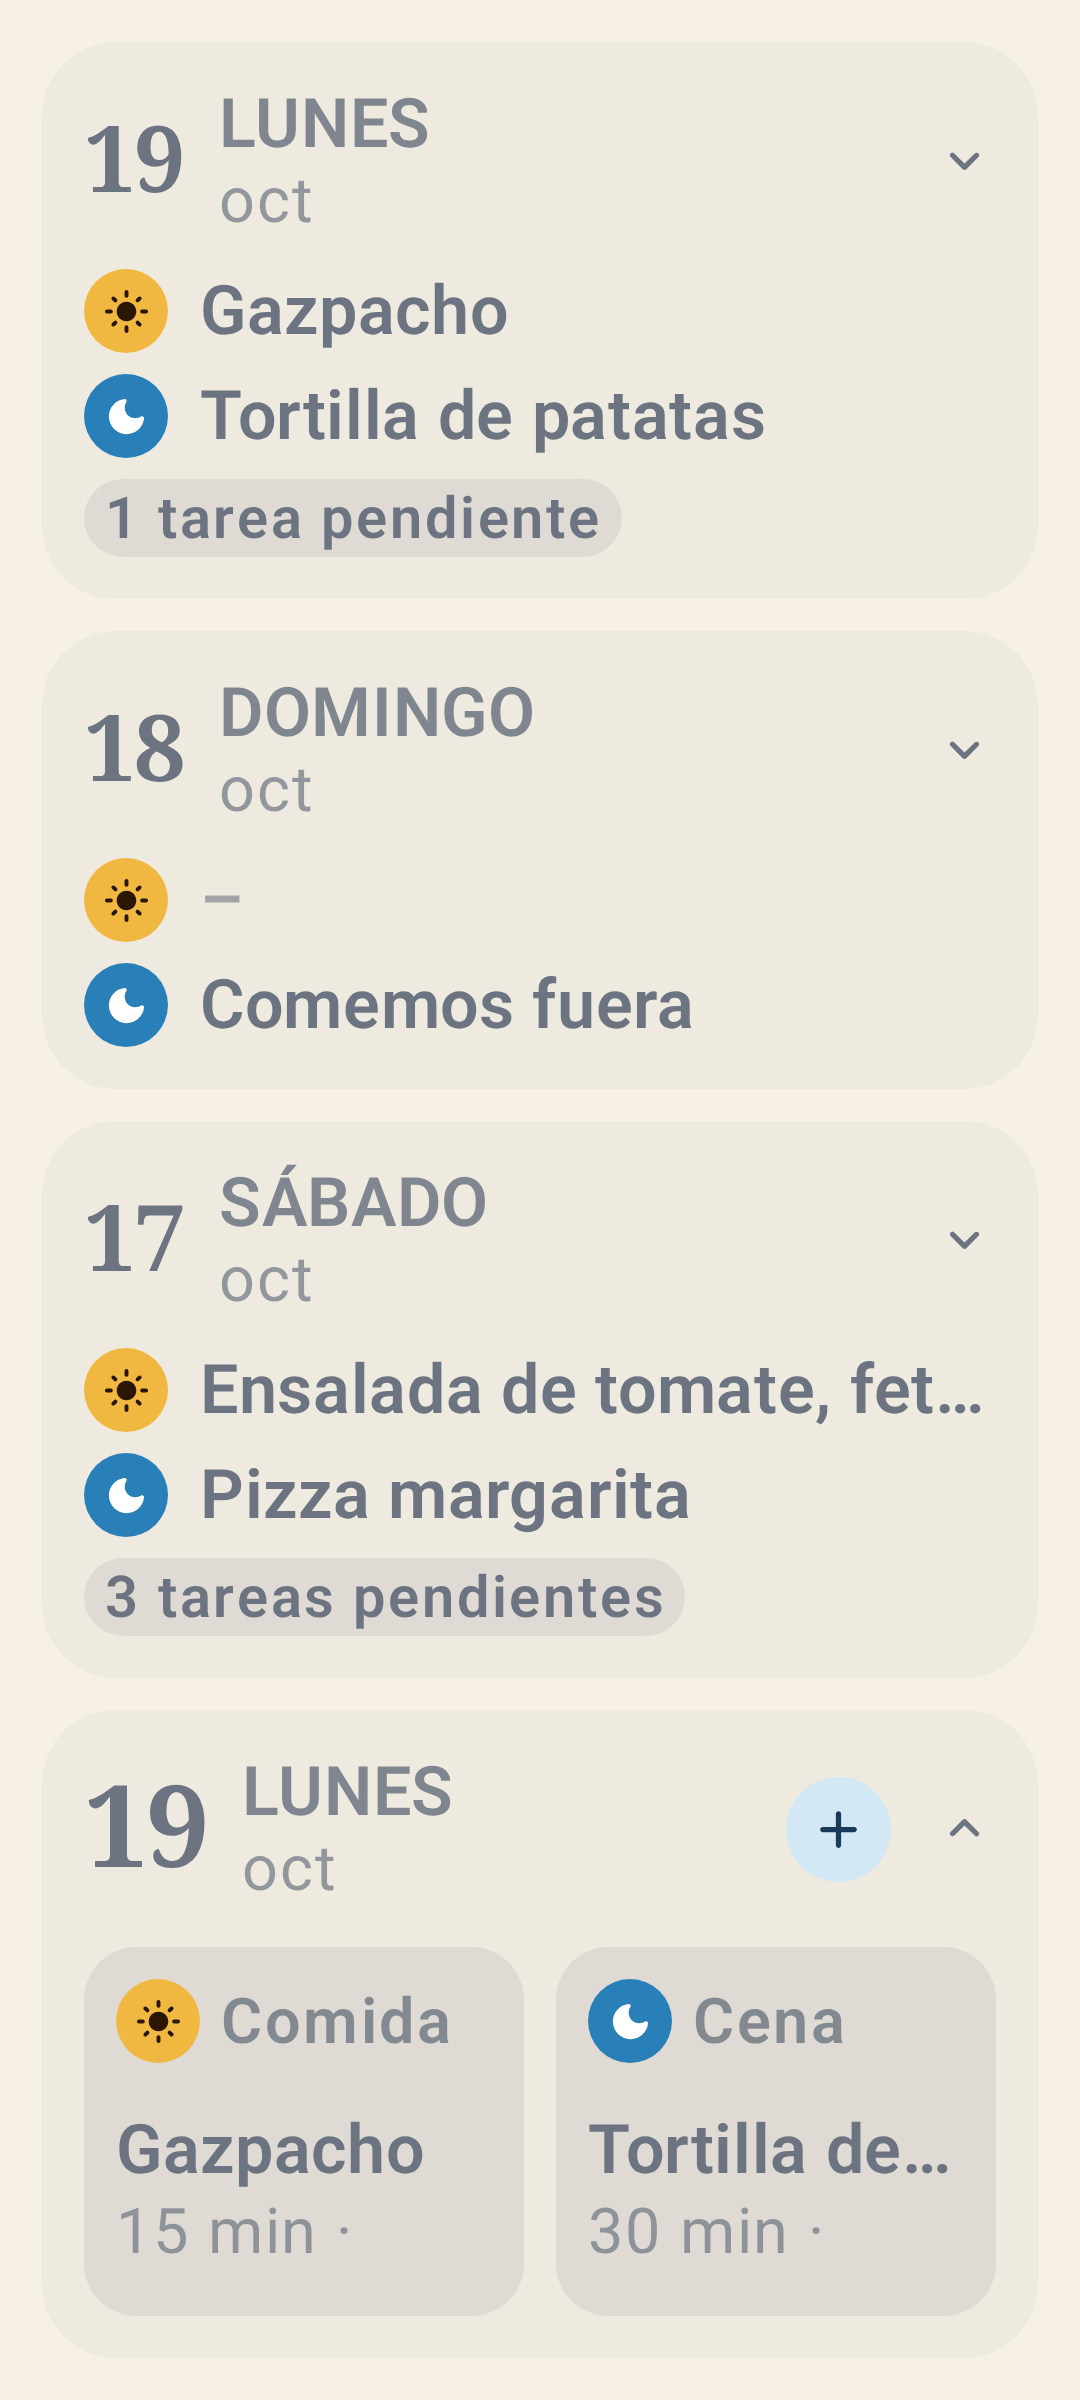 19
LUNES
oct
Gazpacho
Tortilla de patatas
1 tarea pendiente
18
DOMINGO
oct
–
Comemos fuera
17
SÁBADO
oct
Ensalada de tomate, fet…
Pizza margarita
3 tareas pendientes
19
LUNES
oct
Comida
Gazpacho
15 min ·
Cena
Tortilla de…
30 min ·